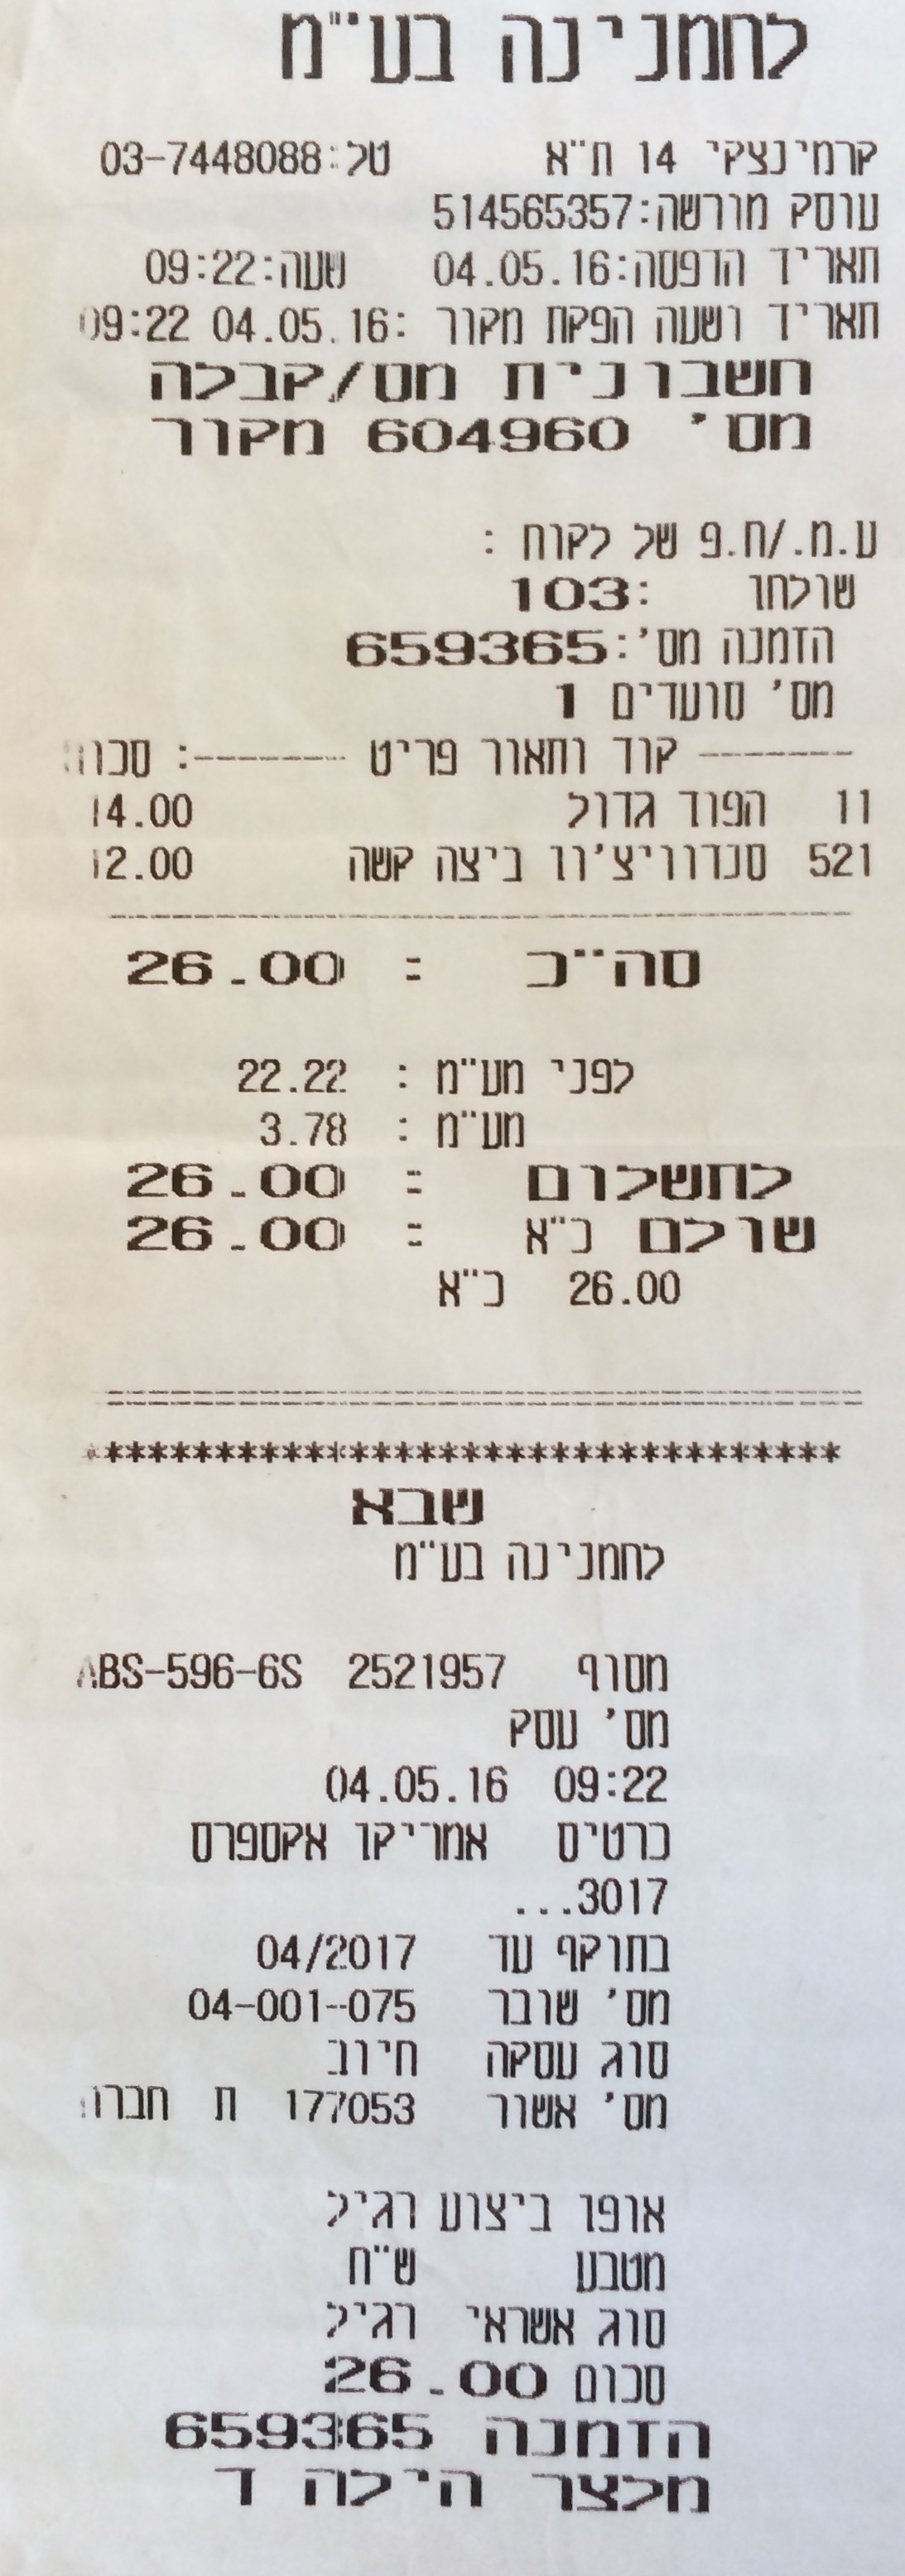 לחמנינה בע"מ
קרמינצקי 14 ת"א טל:03-7448088
עוסק מורשה:514565357
תאריך הדפסה:04.05.16 שעה:09:22
תאריך ושעה הפקת מקור :04.05.16 09:22
חשבונית מס/קבלה
מס' 604960 מקור
ע.מ./ח.פ של לקוח :
שולחן :103
הזמנה מס':659365
מס' סועדים 1
------- קוד ותאור פריט -------: סכום
11 הפוך גדול 14.00
521 סנדוויצ'ון ביצה קשה 12.00
סה"כ : 26.00
לפני מע"מ : 22.22
מע"מ : 3.78
לתשלום : 26.00
שולם כ"א : 26.00
26.00 כ"א
שבא
לחמנינה בע"מ
מסוף 2521957 ABS-596-6S
מס' עסק
04.05.16 09:22
כרטיס אמריקן אקספרס
3017...
בתוקף עד 04/2017
מס' שובר 04-001-075
סוג עסקה חיוב
מס' אשור 177053 ת חברה
אופן ביצוע רגיל
מטבע ש"ח
סוג אשראי רגיל
סכום 26.00
הזמנה 659365
מלצר הילה ד